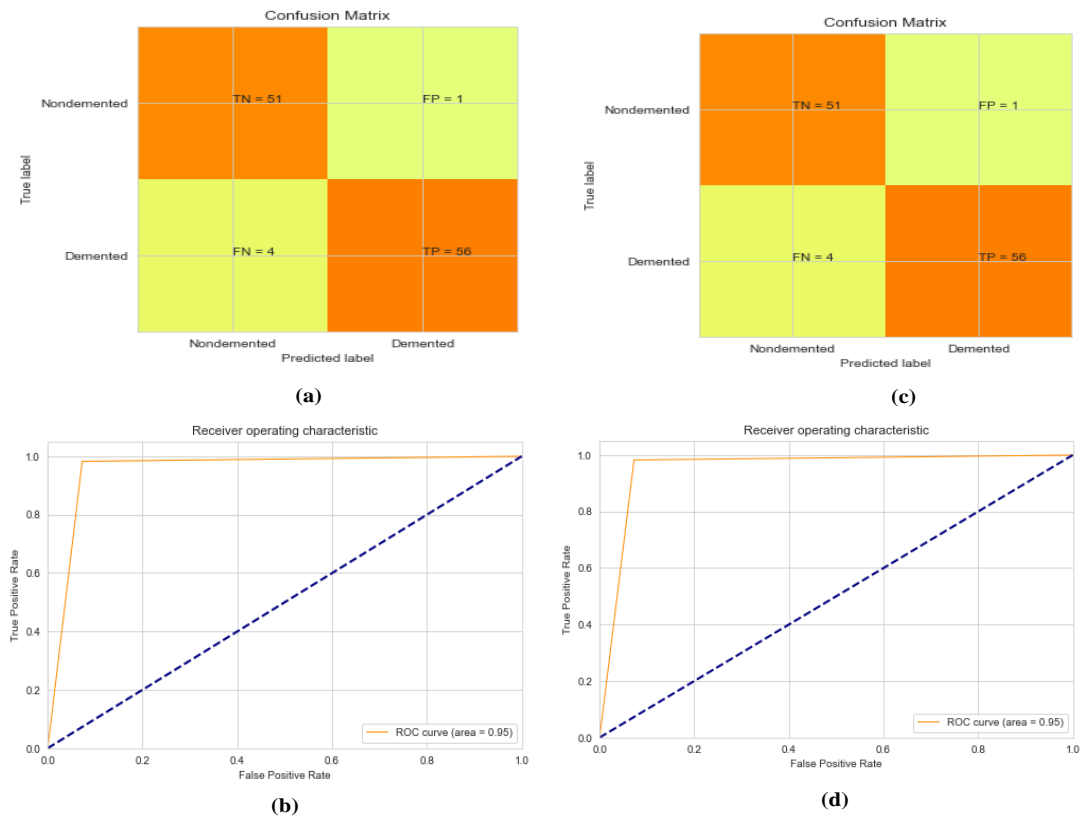 Confusion Matrix
Nondemented
TN = 51
FP = 1
True label
Demented
FN = 4
TP = 56
Nondemented
Demented
Predicted label
(a)
Confusion Matrix
Nondemented
TN = 51
FP = 1
True label
Demented
FN = 4
TP = 56
Nondemented
Demented
Predicted label
(c)
Receiver operating characteristic
1.0
0.8
0.6
0.4
0.2
0.0
True Positive Rate
ROC curve (area = 0.95)
0.0
0.2
0.4
0.6
0.8
1.0
False Positive Rate
(b)
Receiver operating characteristic
1.0
0.8
0.6
0.4
0.2
0.0
True Positive Rate
ROC curve (area = 0.95)
0.0
0.2
0.4
0.6
0.8
1.0
False Positive Rate
(d)